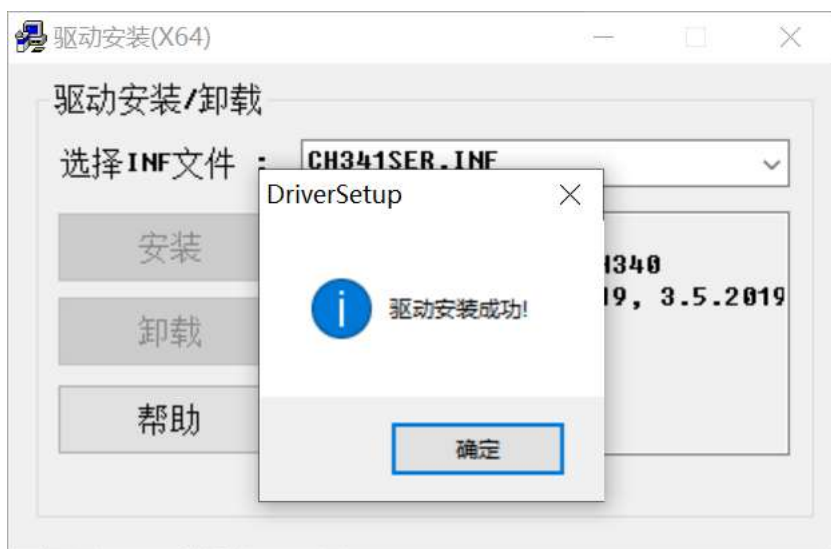 驱动安装(X64)
驱动安装/卸载
选择INF文件 :
CH341SER.INF
DriverSetup
安装
卸载
帮助
驱动安装成功!
确定
H340
19, 3.5.2019